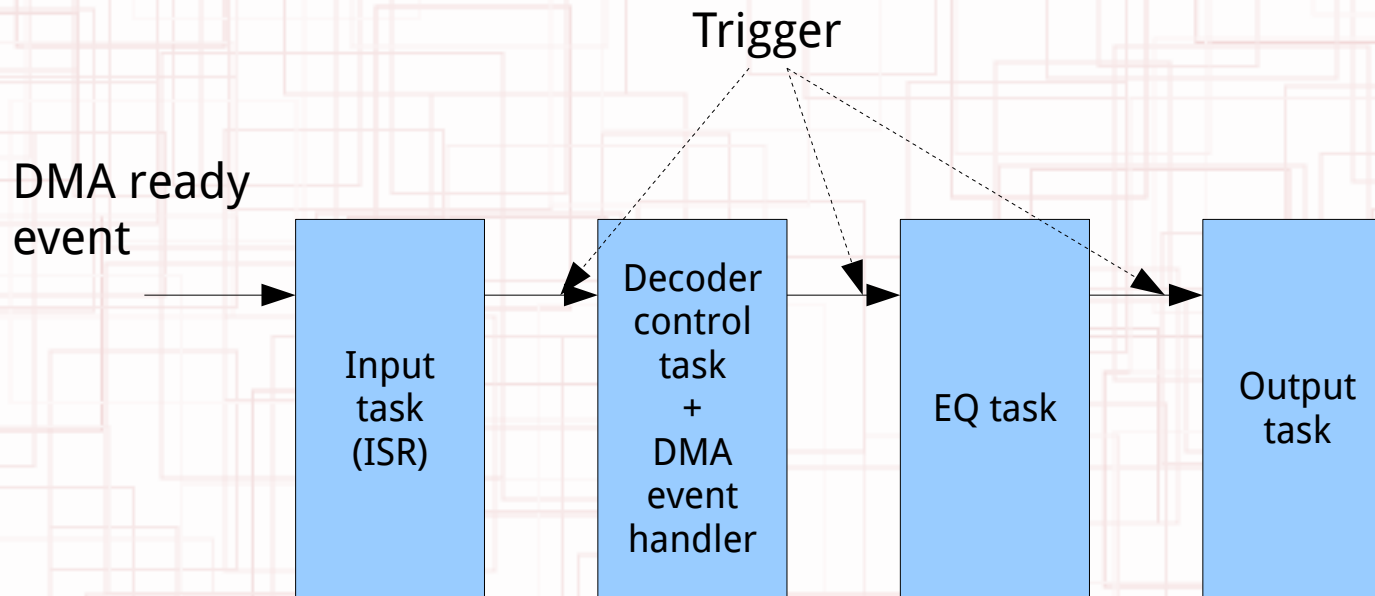 Trigger
DMA ready
event
Input
task
(ISR)
Decoder
control
task
+
DMA
event
handler
EQ task
Output
task